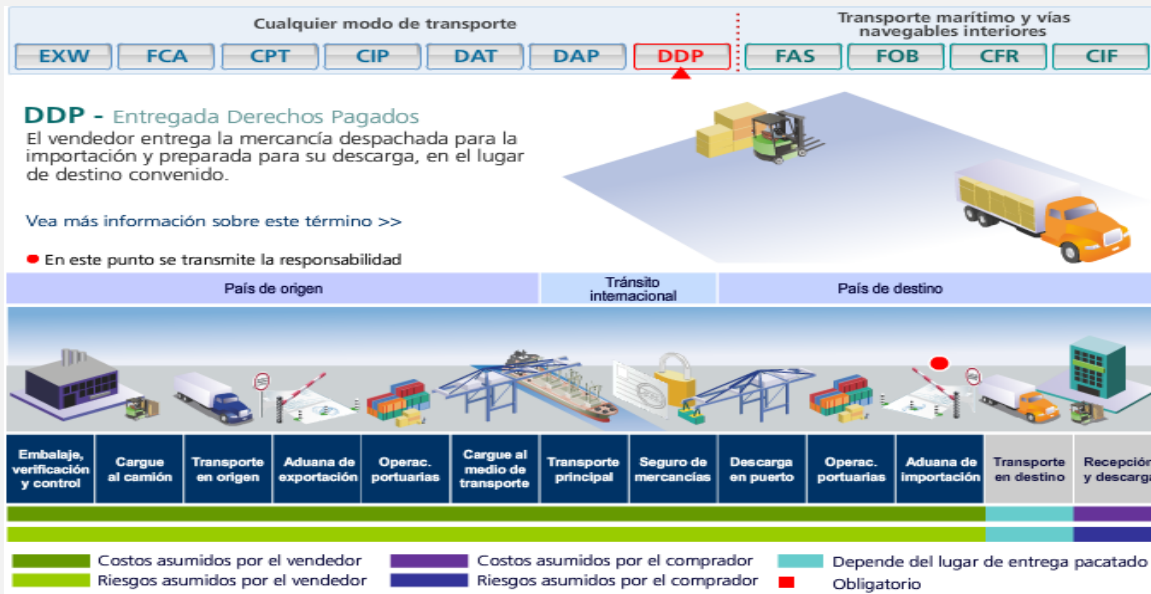 Cualquier modo de transporte
Transporte marítimo y vías
navegables interiores
EXW FCA CPT CIP DAT DAP DDP FAS FOB CFR CIF
DDP - Entregada Derechos Pagados
El vendedor entrega la mercancía despachada para la
importación y preparada para su descarga, en el lugar
de destino convenido.
Vea más información sobre este término >>
En este punto se transmite la responsabilidad
País de origen
Tránsito
internacional
País de destino
Embalaje,
verificación
y control
Cargue
al camión
Transporte
en origen
Aduana de
exportación
Operac.
portuarias
Cargue al
medio de
transporte
Transporte
principal
Seguro de
mercancías
Descarga
en puerto
Operac.
portuarias
Aduana de
importación
Transporte
en destino
Recepción
y descarga
Costos asumidos por el vendedor
Costos asumidos por el comprador
Depende del lugar de entrega pacatado
Riesgos asumidos por el vendedor
Riesgos asumidos por el comprador
Obligatorio